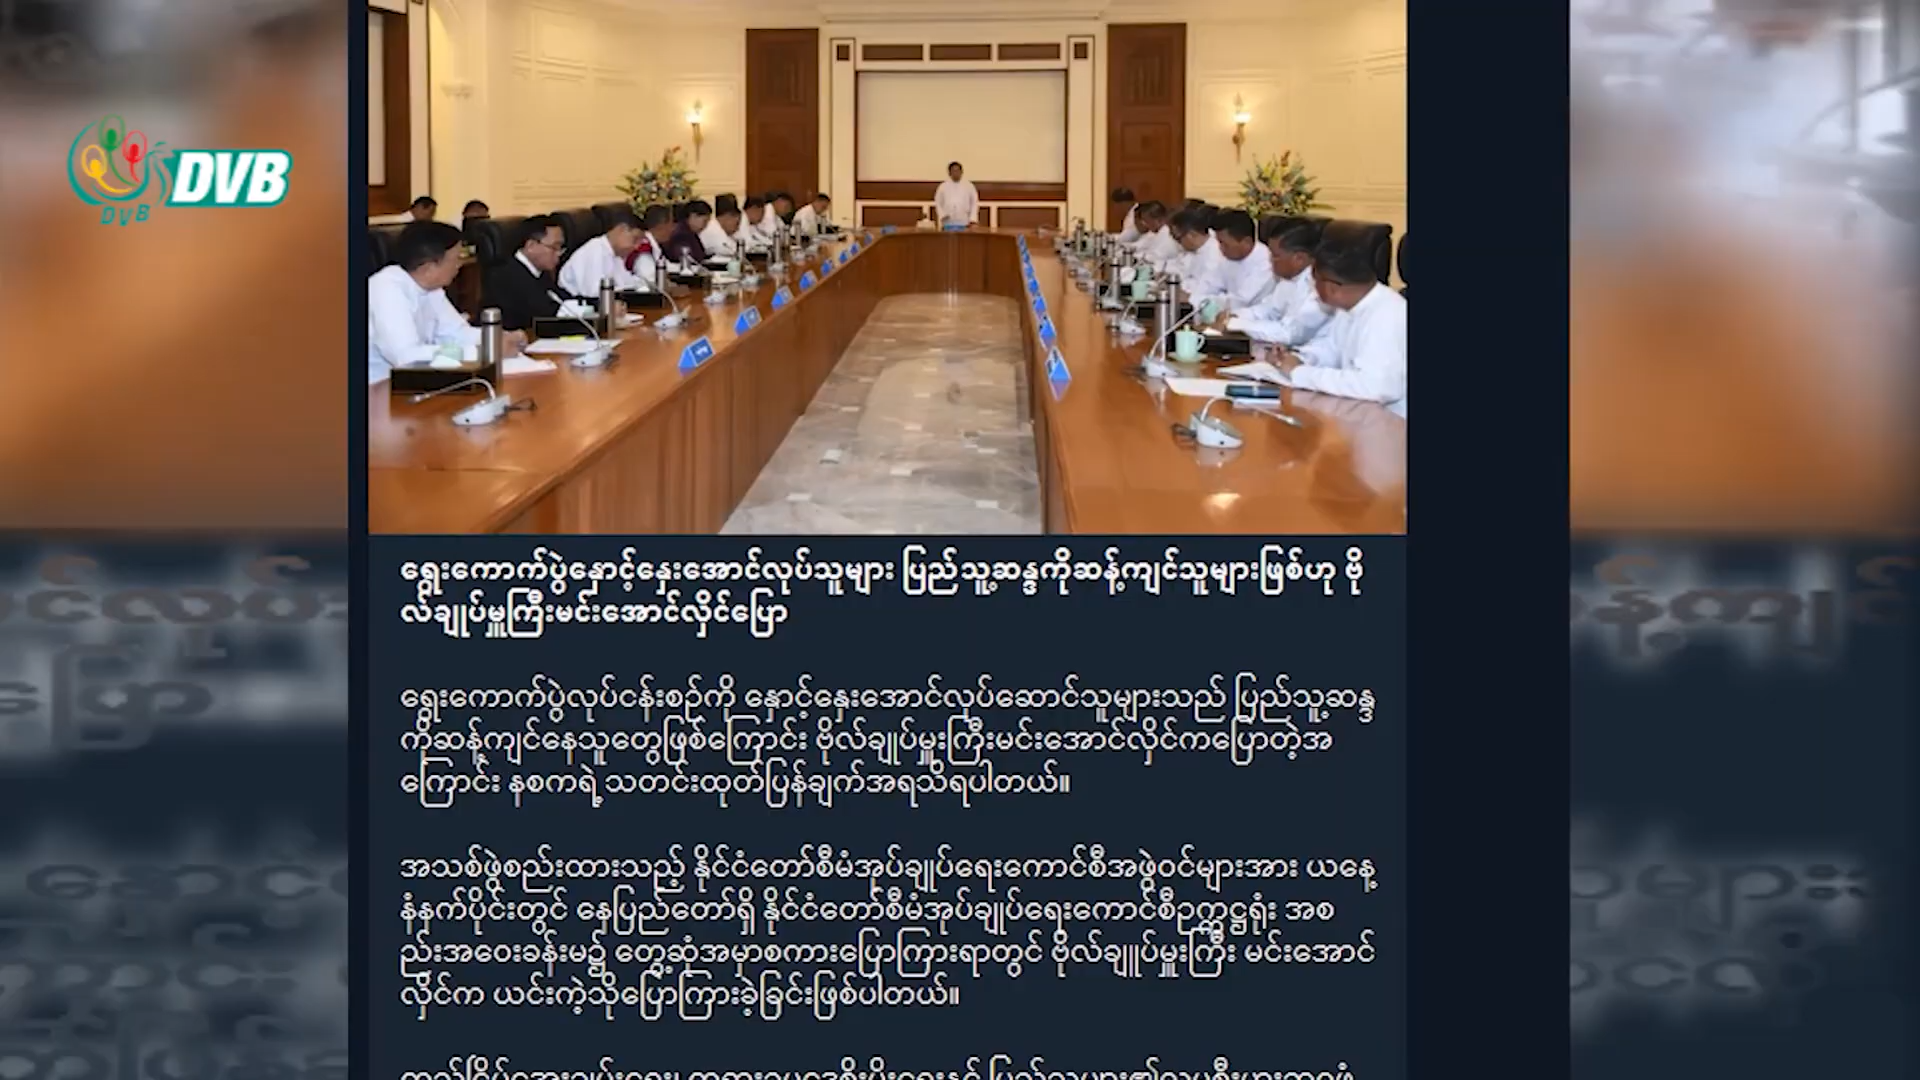 DVB
DVB
ရွေးကောက်ပွဲနှောင့်နှေးအောင်လုပ်သူများ ပြည်သူ့ဆန္ဒကိုဆန့်ကျင်သူများဖြစ်ဟု ဗို
လ်ချုပ်မှူကြီးမင်းအောင်လှိုင်ပြော
ရွေးကောက်ပွဲလုပ်ငန်းစဉ်ကို နှောင့်နှေးအောင်လုပ်ဆောင်သူများသည် ပြည်သူ့ဆန္ဒ
ကိုဆန့်ကျင်နေသူတွေဖြစ်ကြောင်း ဗိုလ်ချုပ်မှူးကြီးမင်းအောင်လှိုင်ကပြောတဲ့အ
ကြောင်း နစကရဲ့သတင်းထုတ်ပြန်ချက်အရသိရပါတယ်။
အသစ်ဖွဲ့စည်းထားသည့် နိုင်ငံတော်စီမံအုပ်ချုပ်ရေးကောင်စီအဖွဲ့ဝင်များအား ယနေ့
နံနက်ပိုင်းတွင် နေပြည်တော်ရှိ နိုင်ငံတော်စီမံအုပ်ချုပ်ရေးကောင်စီဥက္ကဋ္ဌရုံး အစ
ည်းအဝေးခန်းမ၌ တွေ့ဆုံအမှာစကားပြောကြားရာတွင် ဗိုလ်ချူပ်မှူးကြီး မင်းအောင်
လှိုင်က ယင်းကဲ့သို့ပြောကြားခဲ့ခြင်းဖြစ်ပါတယ်။